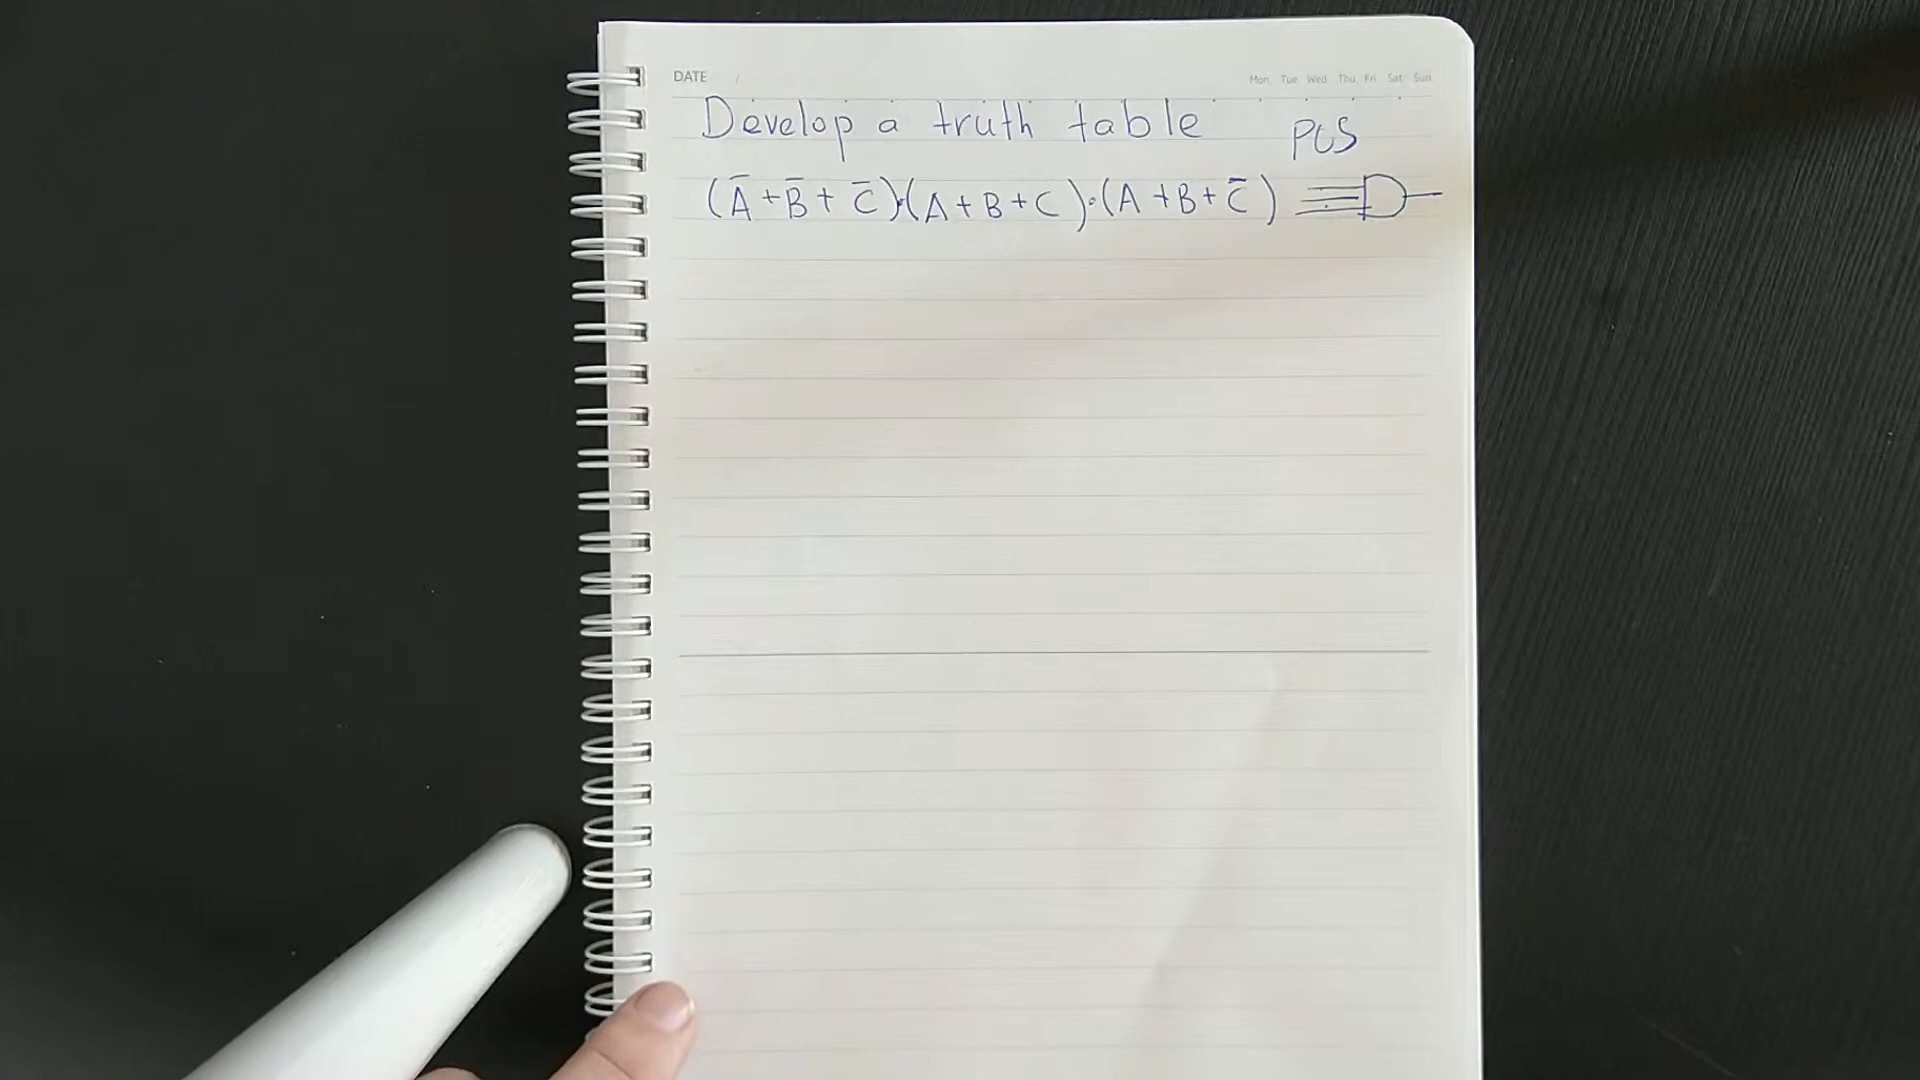 DATE /
Mon. Tue Wed Thu Fri Sat Sun
Develop a truth table POS
(A̅ + B̅ + C̅)·(A + B + C)·(A + B + C̅)